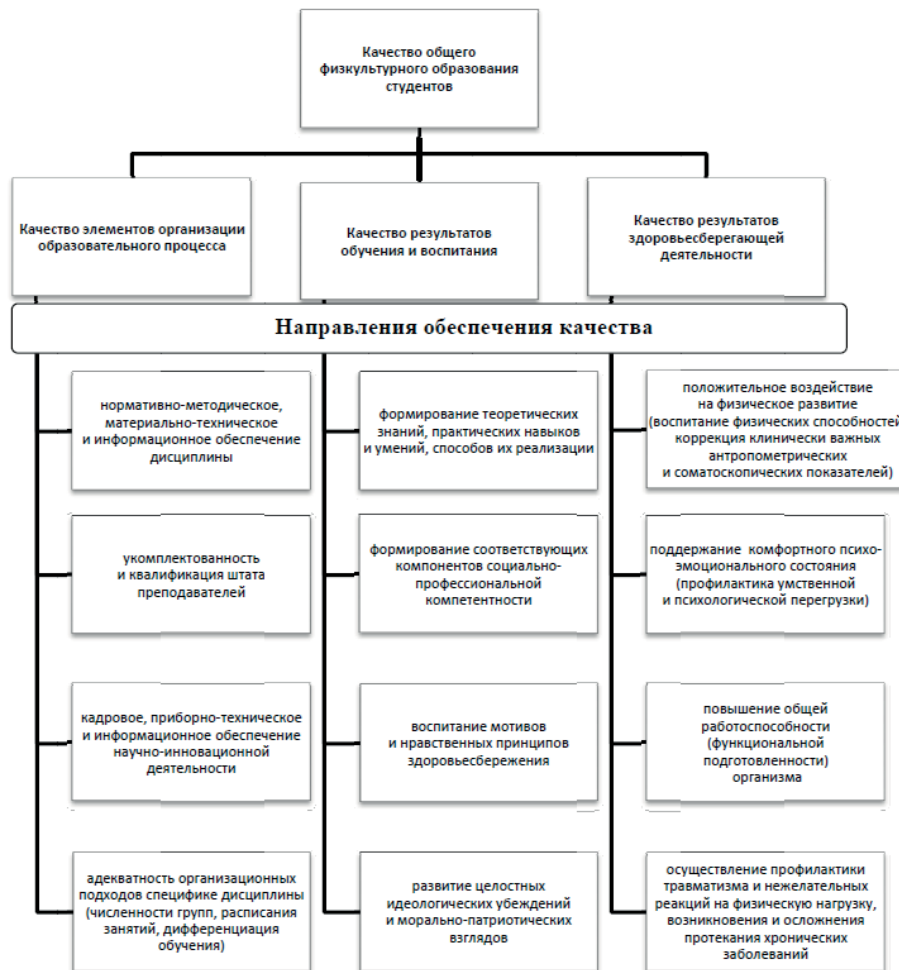 Качество общего
физкультурного образования
студентов
Качество элементов организации
образовательного процесса
Качество результатов
обучения и воспитания
Качество результатов
здоровьесберегающей
деятельности
Направления обеспечения качества
нормативно-методическое,
материально-техническое
и информационное обеспечение
дисциплины
формирование теоретических
знаний, практических навыков
и умений, способов их реализации
положительное воздействие
на физическое развитие
(воспитание физических способностей
коррекция клинически важных
антропометрических
и соматоскопических показателей)
укомплектованность
и квалификация штата
преподавателей
формирование соответствующих
компонентов социально-
профессиональной
компетентности
поддержание комфортного психо-
эмоционального состояния
(профилактика умственной
и психологической перегрузки)
кадровое, приборно-техническое
и информационное обеспечение
научно-инновационной
деятельности
воспитание мотивов
и нравственных принципов
здоровьесбережения
повышение общей
работоспособности
(функциональной
подготовленности)
организма
адекватность организационных
подходов специфике дисциплины
(численности групп, расписания
занятий, дифференциация
обучения)
развитие целостных
идеологических убеждений
и морально-патриотических
взглядов
осуществление профилактики
травматизма и нежелательных
реакций на физическую нагрузку,
возникновения и осложнения
протекания хронических
заболеваний